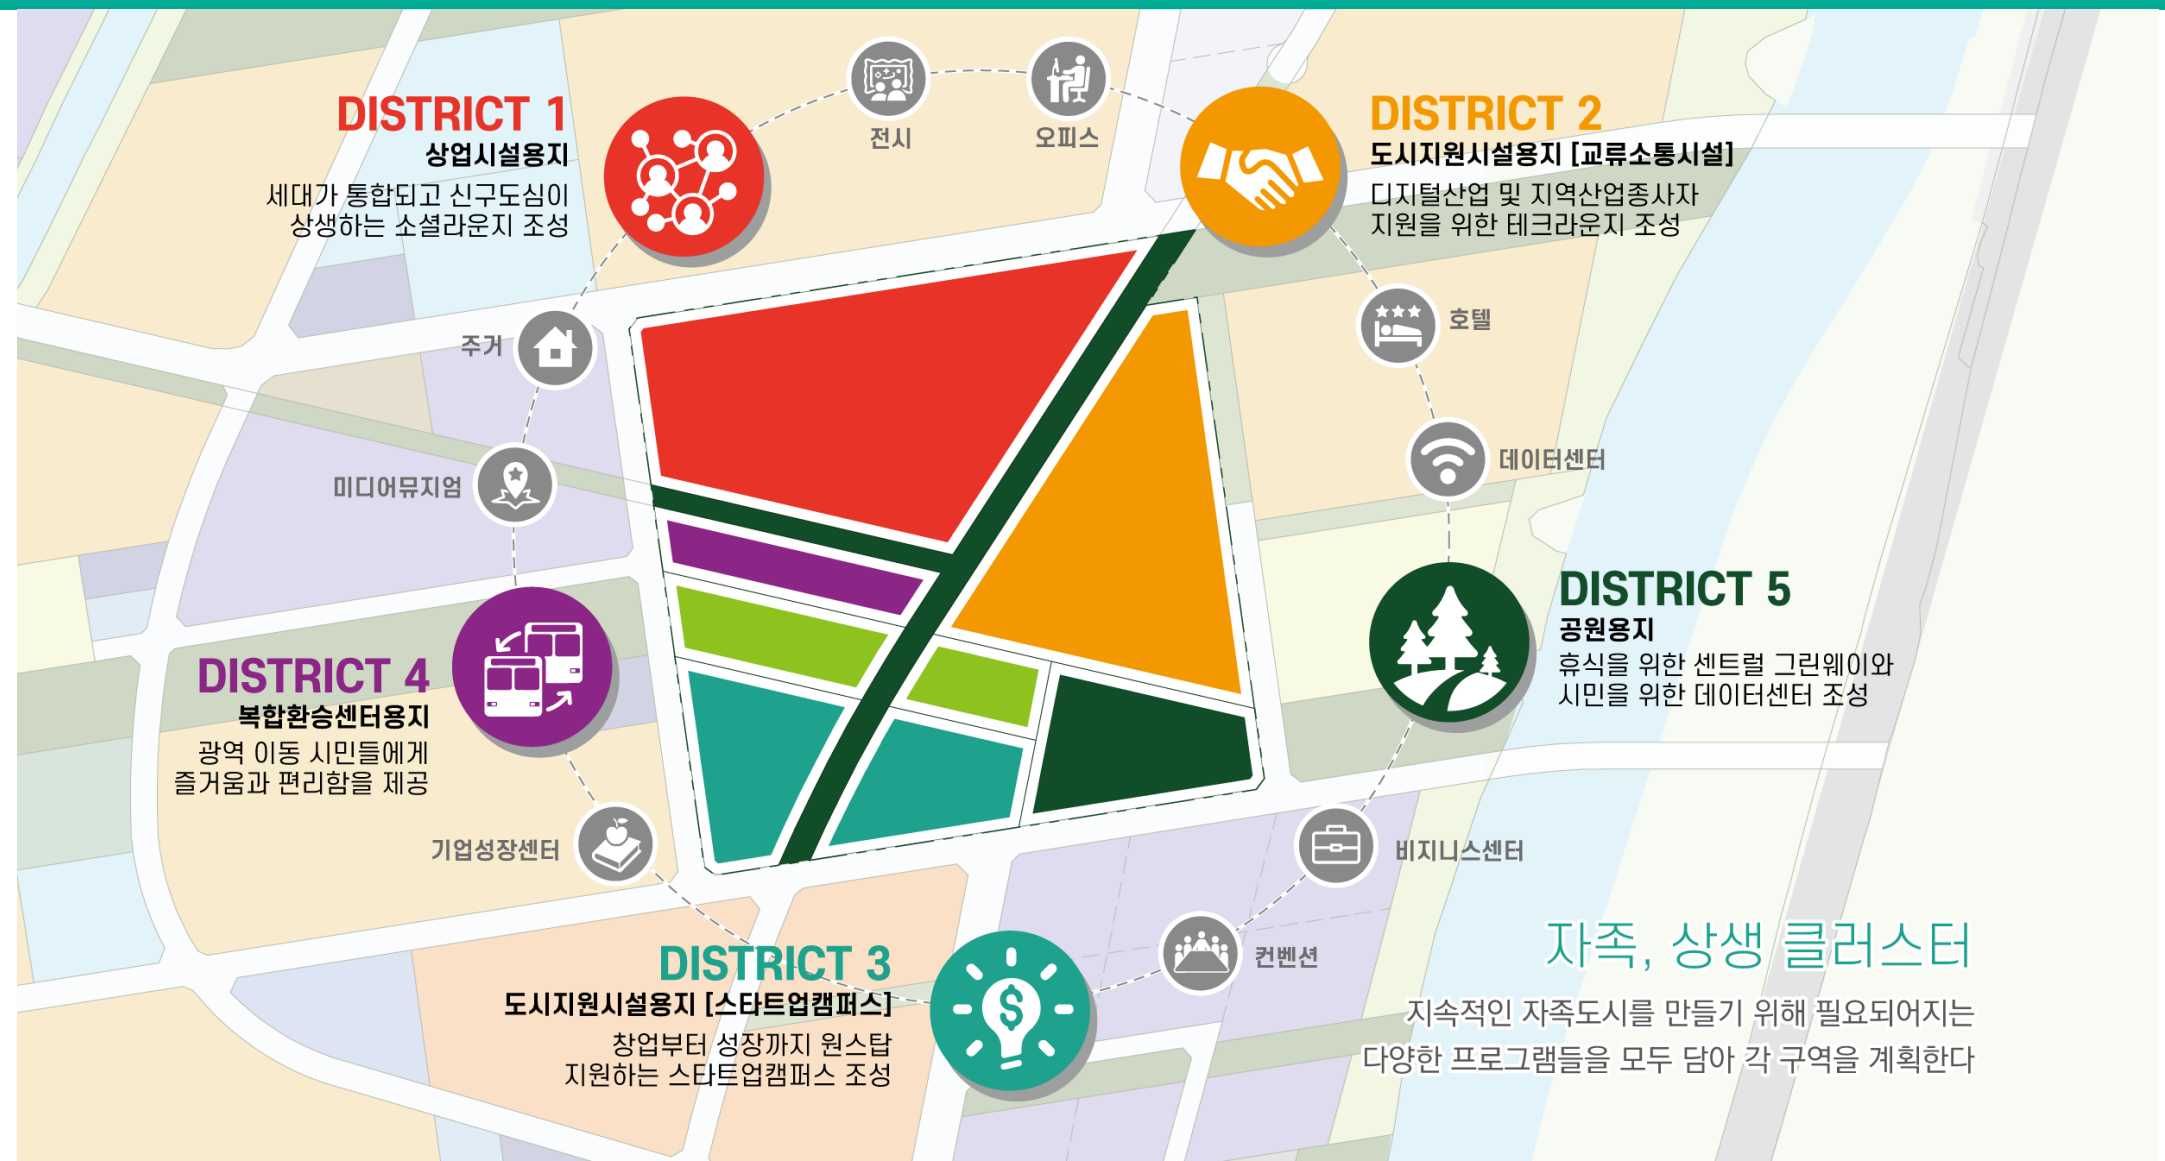 전시
오피스
DISTRICT 1
상업시설용지
세대가 통합되고 신구도심이
상생하는 소셜라운지 조성
DISTRICT 2
도시지원시설용지 [교류소통시설]
디지털산업 및 지역산업종사자
지원을 위한 테크라운지 조성
주거
호텔
미디어뮤지엄
데이터센터
DISTRICT 5
공원용지
휴식을 위한 센트럴 그린웨이와
시민을 위한 데이터센터 조성
DISTRICT 4
복합환승센터용지
광역 이동 시민들에게
즐거움과 편리함을 제공
기업성장센터
비지니스센터
컨벤션
DISTRICT 3
도시지원시설용지 [스타트업캠퍼스]
창업부터 성장까지 원스탑
지원하는 스타트업캠퍼스 조성
자족, 상생 클러스터
지속적인 자족도시를 만들기 위해 필요되어지는
다양한 프로그램들을 모두 담아 각 구역을 계획한다